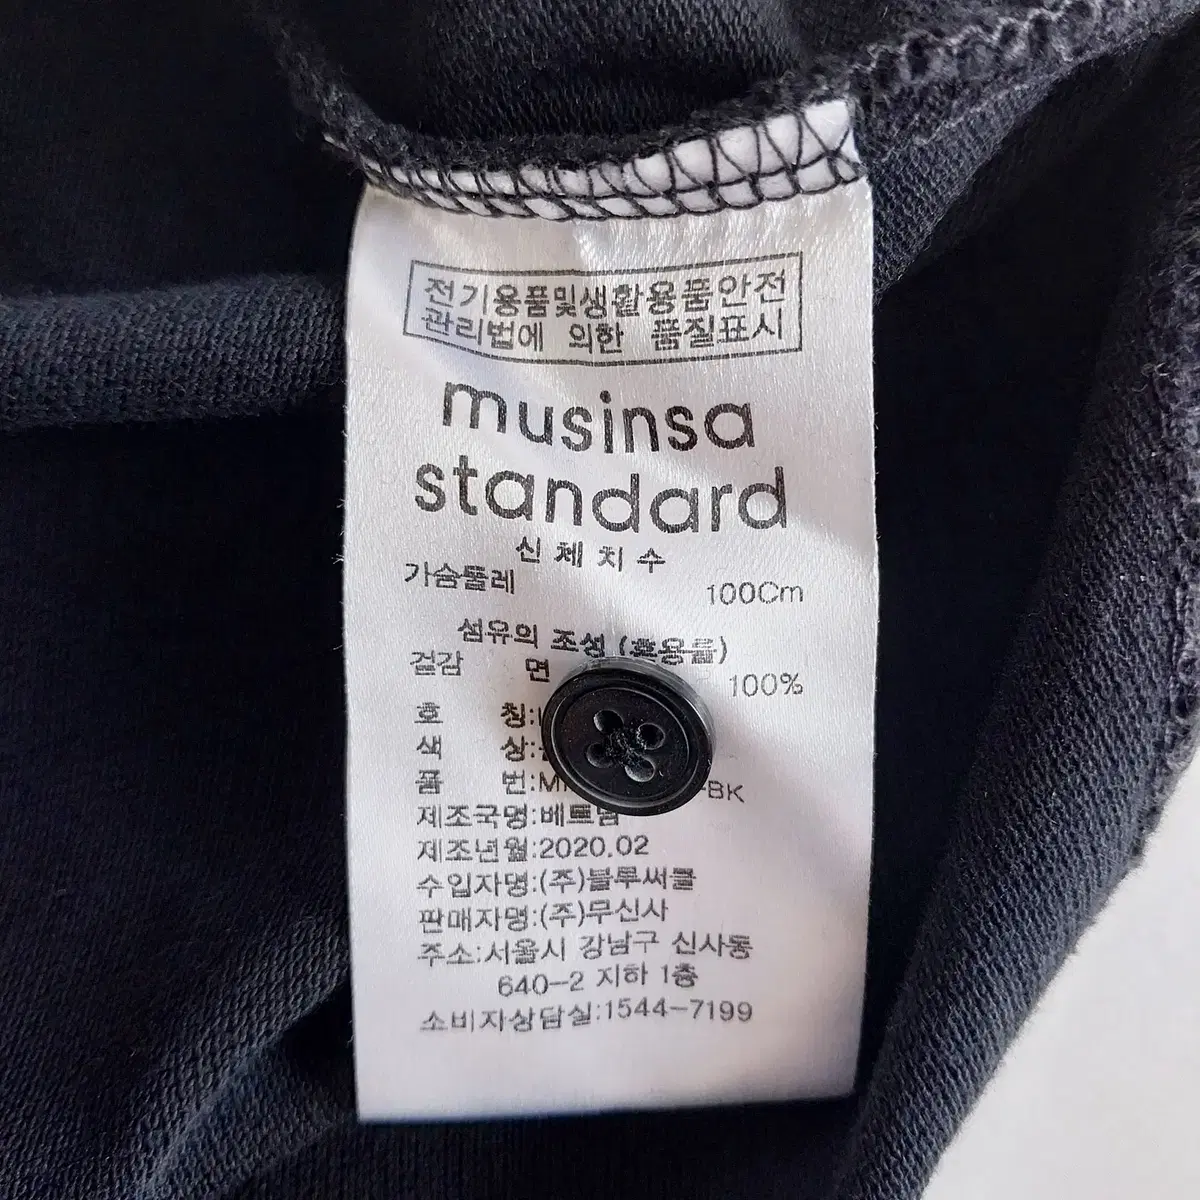 전기용품및생활용품안전
관리법에 의한 품질표시
musinsa
standard
신체치수
가슴둘레 100Cm
섬유의 조성 (혼용률)
겉감 면 100%
호 칭:
색 상:
품 번: -BK
제조국명:베트남
제조년월:2020.02
수입자명:(주)블루써클
판매자명:(주)무신사
주소:서울시 강남구 신사동
640-2 지하 1층
소비자상담실:1544-7199